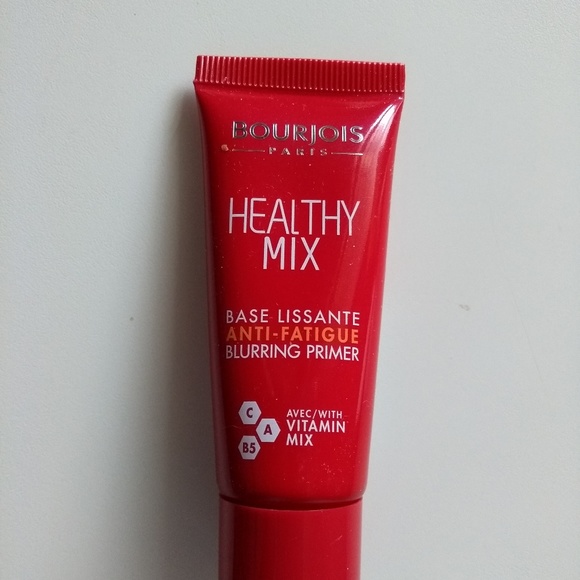 BOURJOIS
PARIS
HEALTHY
MIX
BASE LISSANTE
ANTI-FATIGUE
BLURRING PRIMER
C
A
B5
AVEC/WITH
VITAMIN
MIX